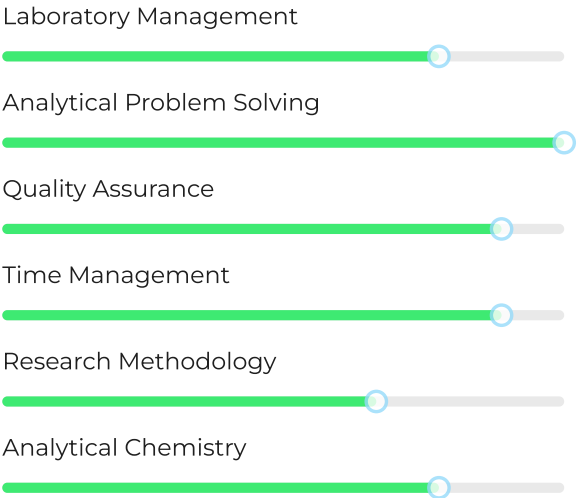 Laboratory Management
Analytical Problem Solving
Quality Assurance
Time Management
Research Methodology
Analytical Chemistry